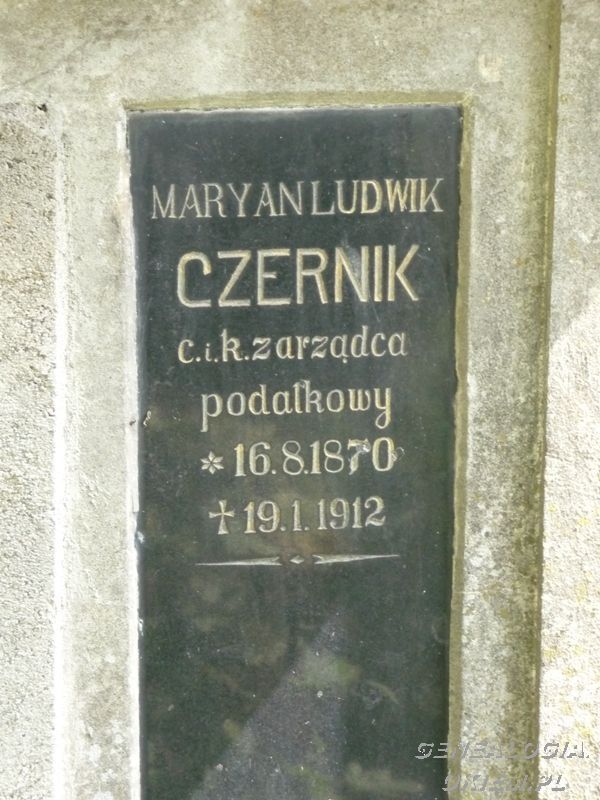 MARYAN LUDWIK
CZERNIK
c.i.k. zarządca
podatkowy
* 16.8.1870
† 19.1.1912
GENEALOGIA.